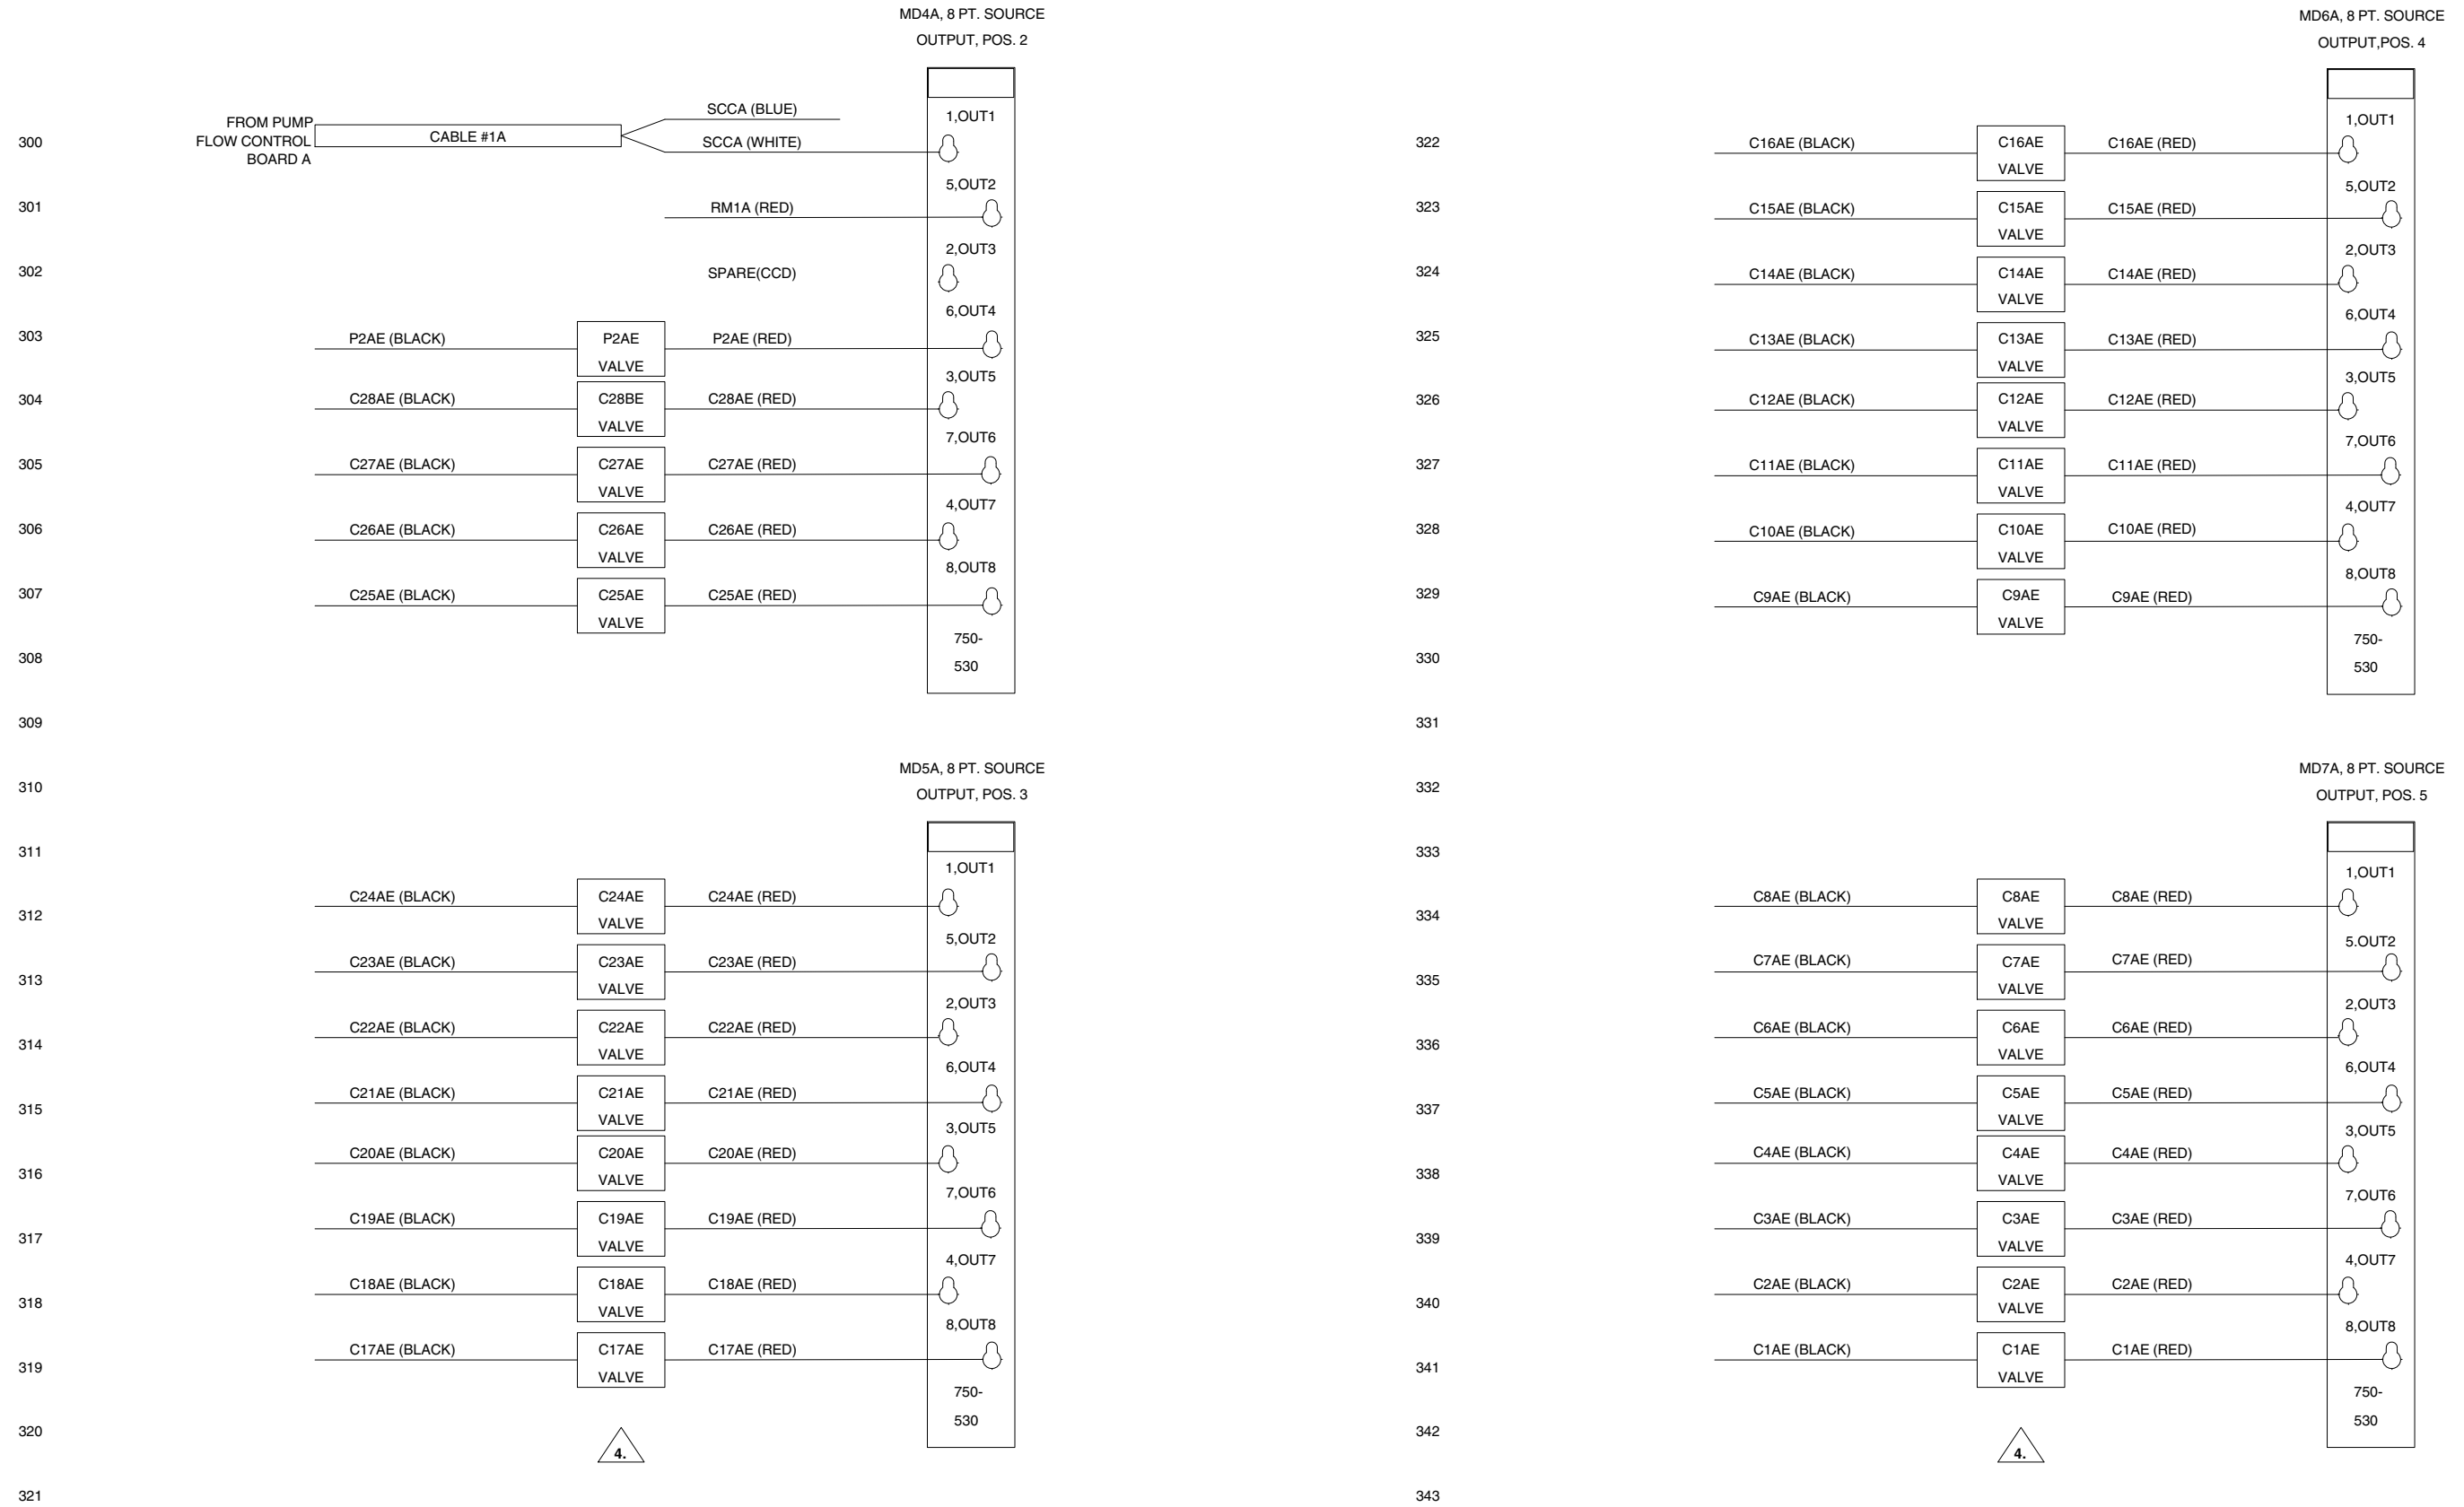 MD4A, 8 PT. SOURCE
OUTPUT, POS. 2
300
FROM PUMP
FLOW CONTROL
BOARD A
CABLE #1A
SCCA (BLUE)
SCCA (WHITE)
1,OUT1
301
RM1A (RED)
5,OUT2
302
SPARE(CCD)
2,OUT3
303
P2AE (BLACK)
P2AE
VALVE
P2AE (RED)
6,OUT4
304
C28AE (BLACK)
C28BE
VALVE
C28AE (RED)
3,OUT5
305
C27AE (BLACK)
C27AE
VALVE
C27AE (RED)
7,OUT6
306
C26AE (BLACK)
C26AE
VALVE
C26AE (RED)
4,OUT7
307
C25AE (BLACK)
C25AE
VALVE
C25AE (RED)
8,OUT8
308
750-
530
309
310
MD5A, 8 PT. SOURCE
OUTPUT, POS. 3
311
312
C24AE (BLACK)
C24AE
VALVE
C24AE (RED)
1,OUT1
313
C23AE (BLACK)
C23AE
VALVE
C23AE (RED)
5,OUT2
314
C22AE (BLACK)
C22AE
VALVE
C22AE (RED)
2,OUT3
315
C21AE (BLACK)
C21AE
VALVE
C21AE (RED)
6,OUT4
316
C20AE (BLACK)
C20AE
VALVE
C20AE (RED)
3,OUT5
317
C19AE (BLACK)
C19AE
VALVE
C19AE (RED)
7,OUT6
318
C18AE (BLACK)
C18AE
VALVE
C18AE (RED)
4,OUT7
319
C17AE (BLACK)
C17AE
VALVE
C17AE (RED)
8,OUT8
750-
530
320
4.
321
MD6A, 8 PT. SOURCE
OUTPUT,POS. 4
322
C16AE (BLACK)
C16AE
VALVE
C16AE (RED)
1,OUT1
323
C15AE (BLACK)
C15AE
VALVE
C15AE (RED)
5,OUT2
324
C14AE (BLACK)
C14AE
VALVE
C14AE (RED)
2,OUT3
325
C13AE (BLACK)
C13AE
VALVE
C13AE (RED)
6,OUT4
326
C12AE (BLACK)
C12AE
VALVE
C12AE (RED)
3,OUT5
327
C11AE (BLACK)
C11AE
VALVE
C11AE (RED)
7,OUT6
328
C10AE (BLACK)
C10AE
VALVE
C10AE (RED)
4,OUT7
329
C9AE (BLACK)
C9AE
VALVE
C9AE (RED)
8,OUT8
330
750-
530
331
332
MD7A, 8 PT. SOURCE
OUTPUT, POS. 5
333
334
C8AE (BLACK)
C8AE
VALVE
C8AE (RED)
1,OUT1
335
C7AE (BLACK)
C7AE
VALVE
C7AE (RED)
5.OUT2
336
C6AE (BLACK)
C6AE
VALVE
C6AE (RED)
2,OUT3
337
C5AE (BLACK)
C5AE
VALVE
C5AE (RED)
6,OUT4
338
C4AE (BLACK)
C4AE
VALVE
C4AE (RED)
3,OUT5
339
C3AE (BLACK)
C3AE
VALVE
C3AE (RED)
7,OUT6
340
C2AE (BLACK)
C2AE
VALVE
C2AE (RED)
4,OUT7
341
C1AE (BLACK)
C1AE
VALVE
C1AE (RED)
8,OUT8
750-
530
342
4.
343